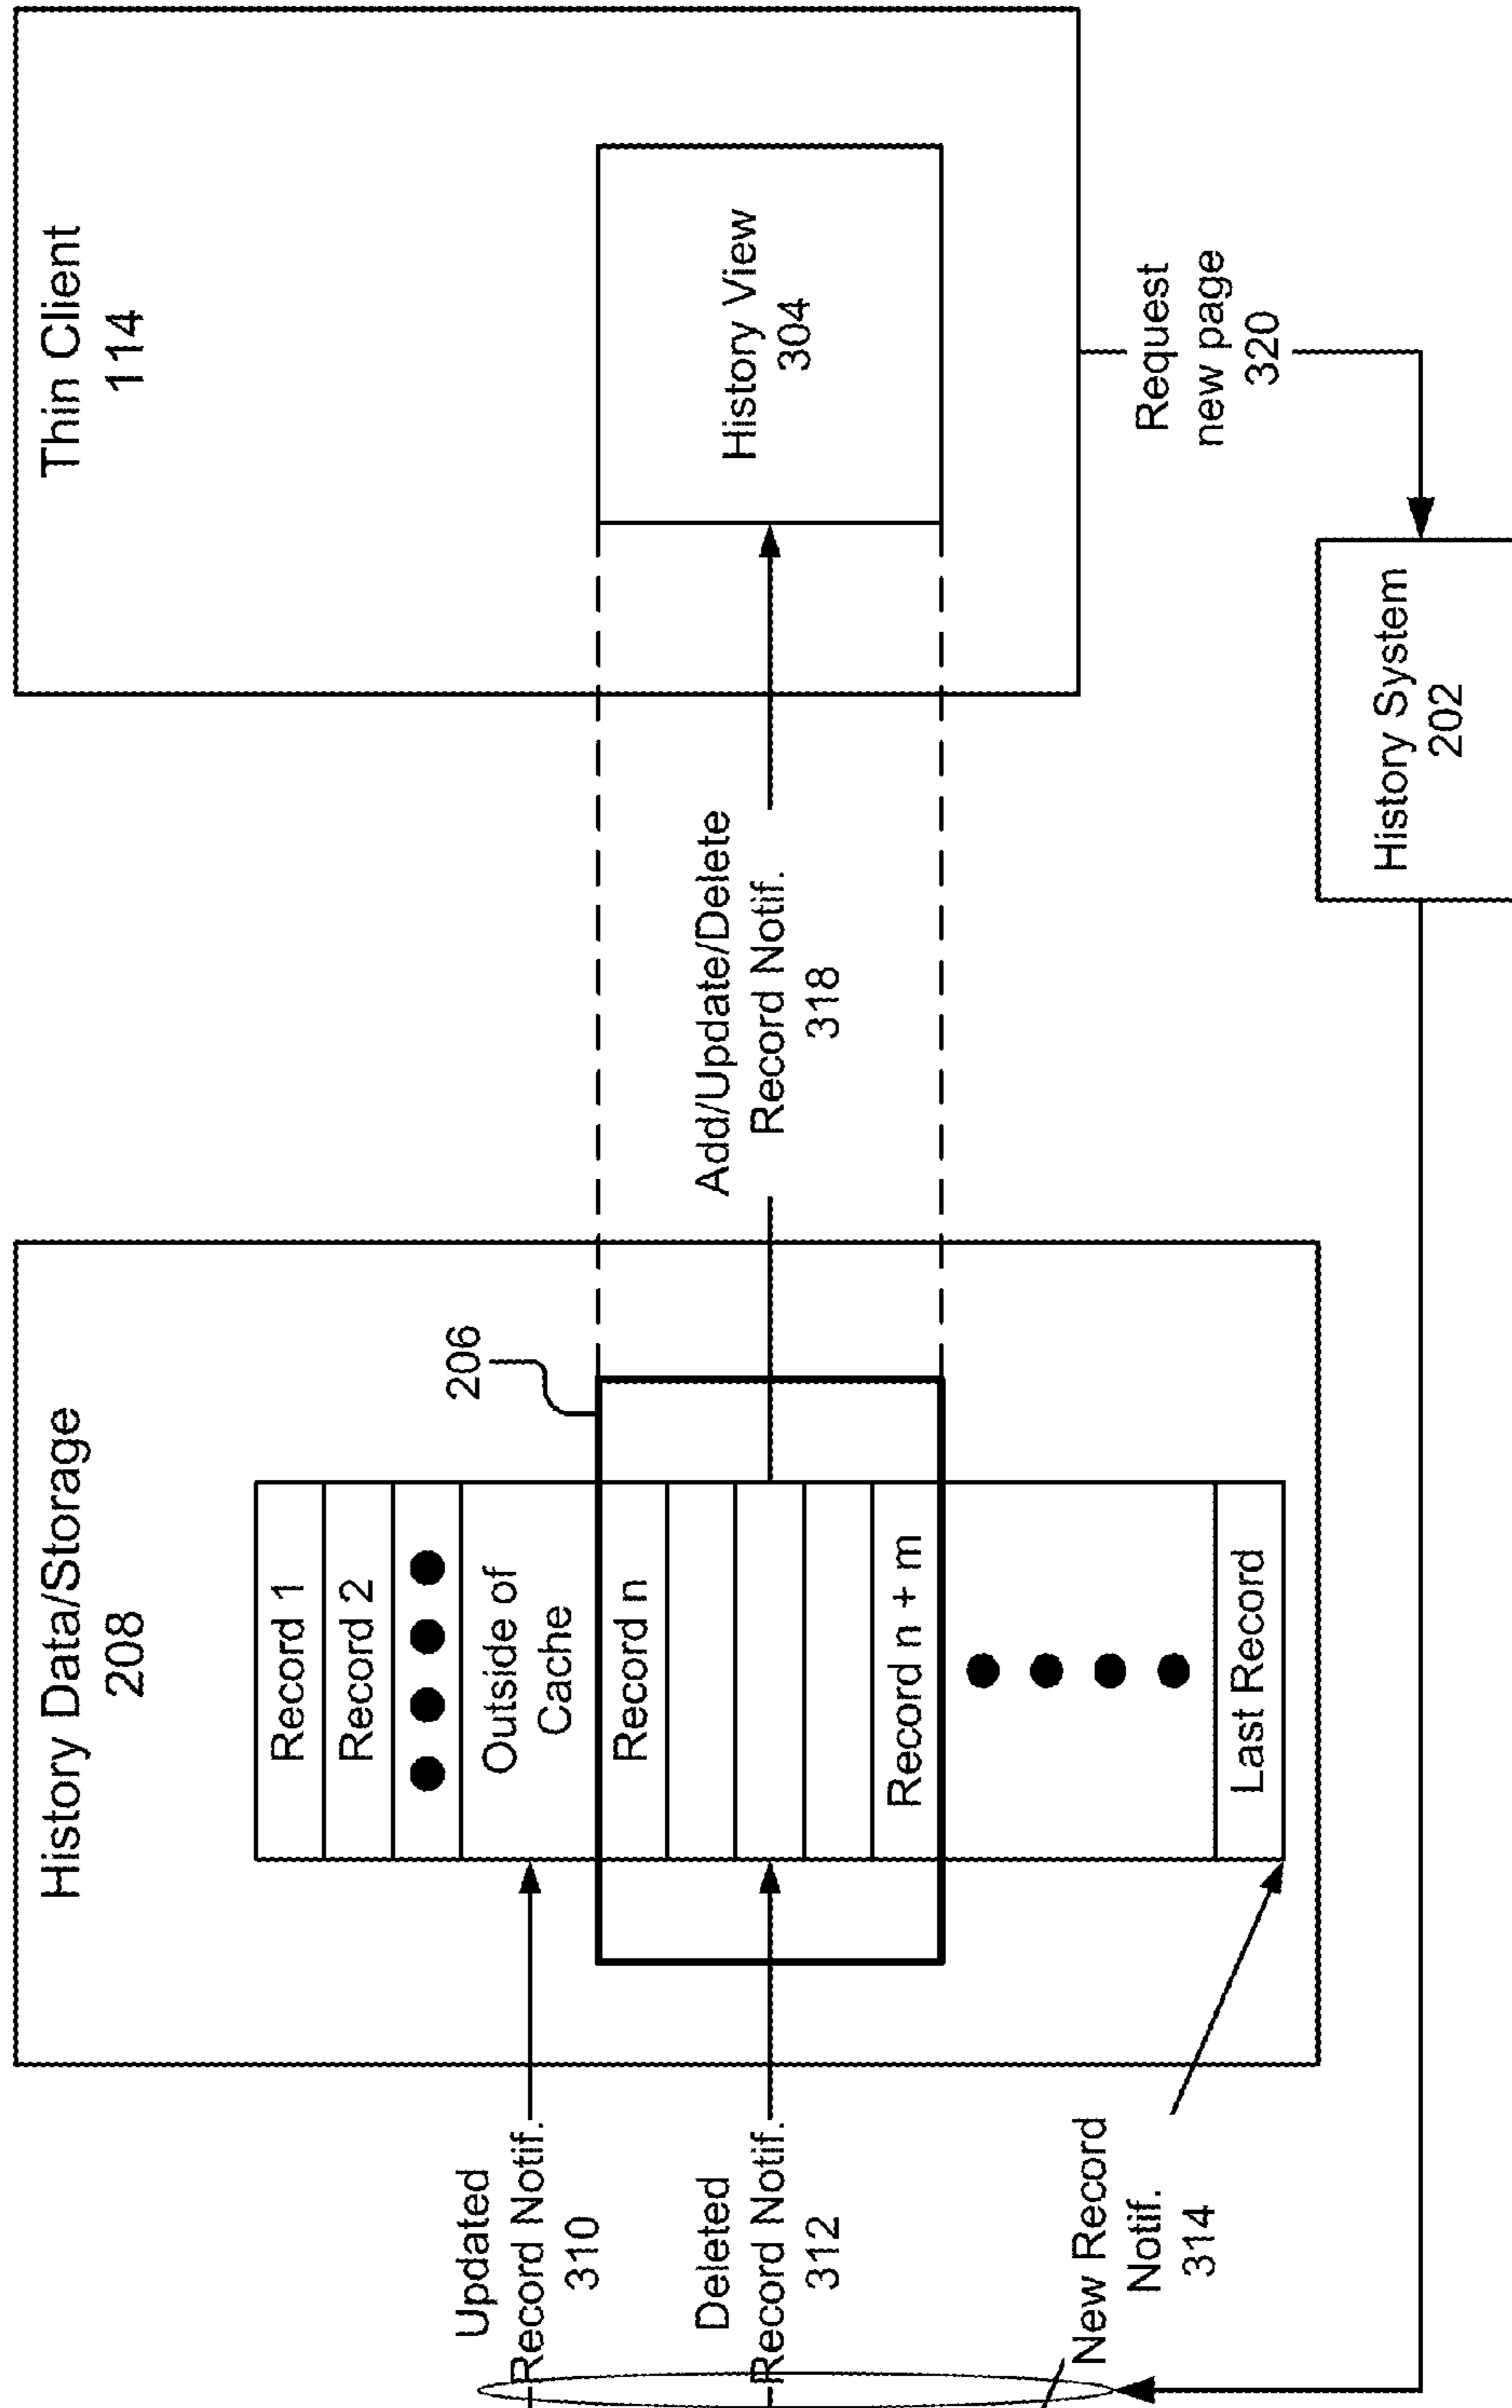 History Data/Storage
208
Thin Client
114
Record 1
Record 2
Outside of
Cache
206
Record n
Record n + m
Last Record
Updated
Record Notif.
310
Deleted
Record Notif.
312
New Record
Notif.
314
Add/Update/Delete
Record Notif.
318
History View
304
Request
new page
320
History System
202